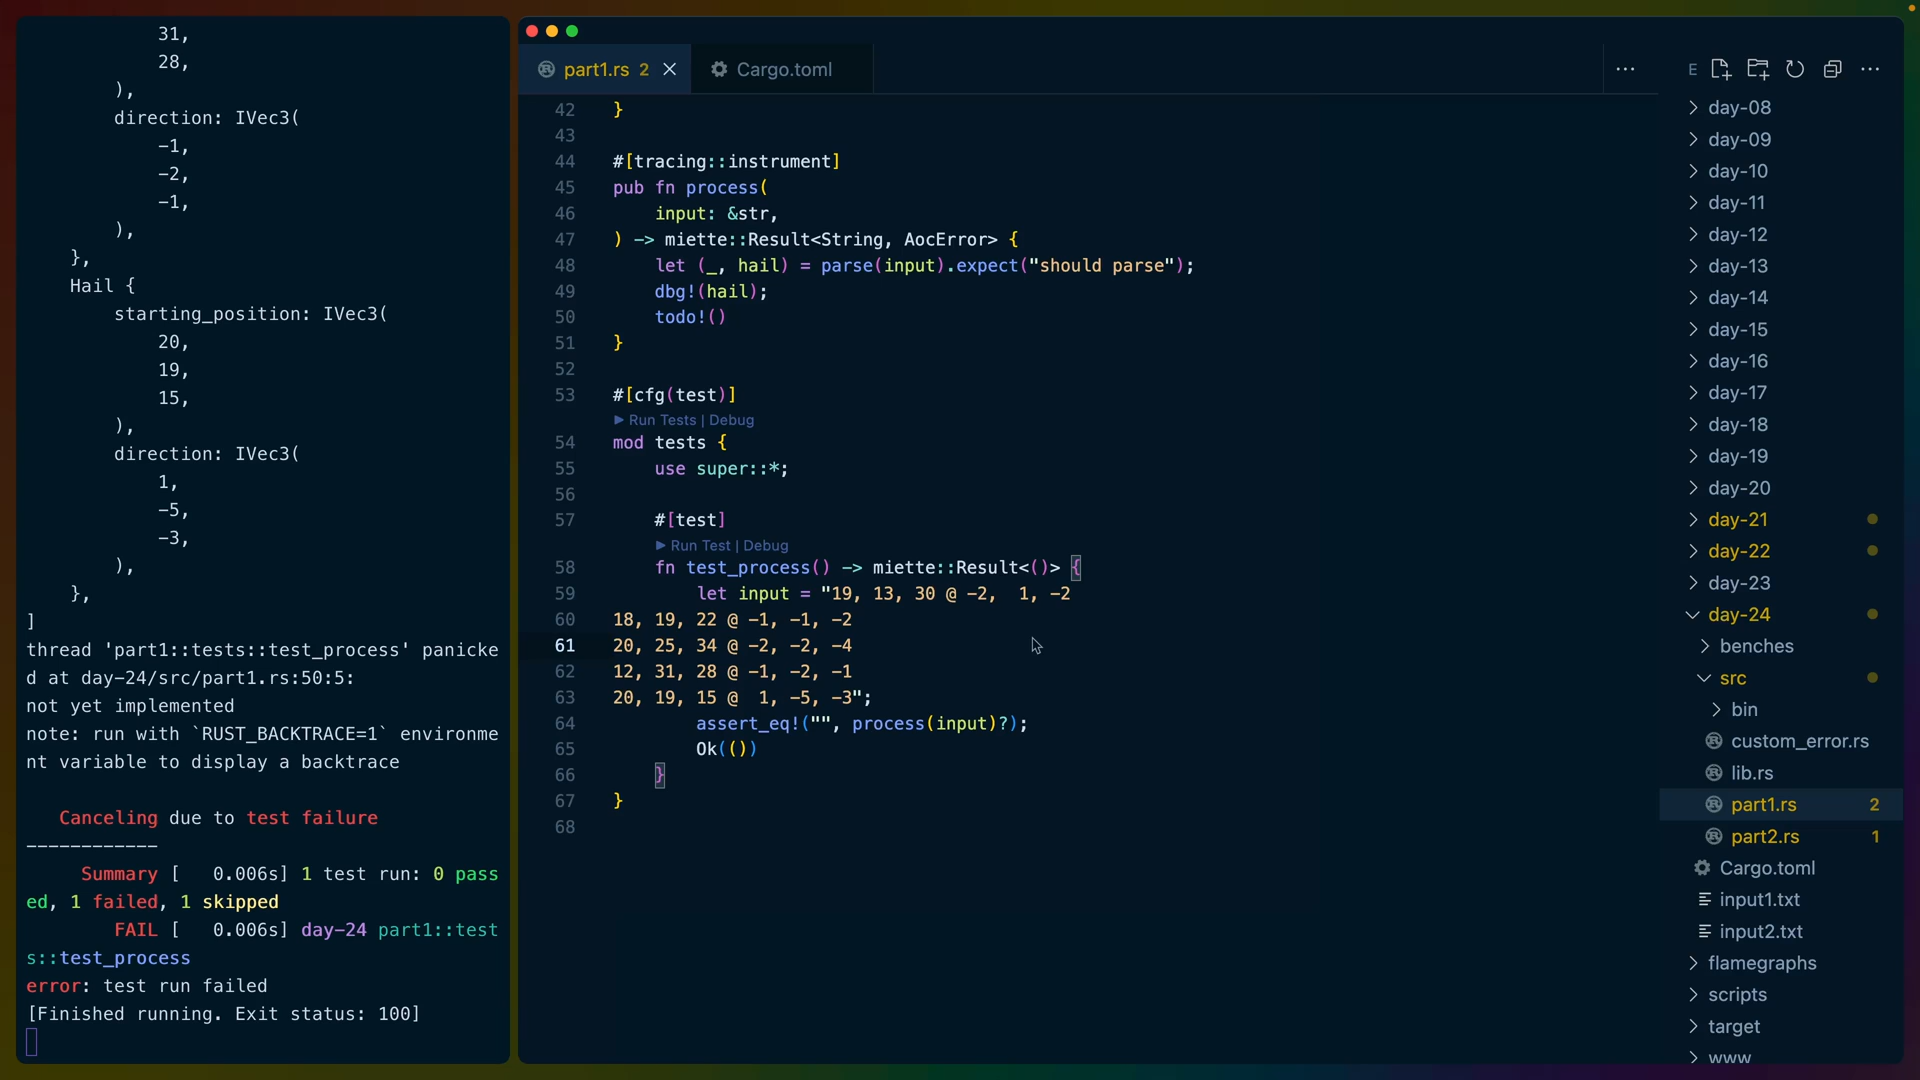 31,
28,
),
direction: IVec3(
-1,
-2,
-1,
),
},
Hail {
starting_position: IVec3(
20,
19,
15,
),
direction: IVec3(
1,
-5,
-3,
),
},
]
thread 'part1::tests::test_process' panicke
d at day-24/src/part1.rs:50:5:
not yet implemented
note: run with `RUST_BACKTRACE=1` environme
nt variable to display a backtrace
Canceling due to test failure
------------
Summary [   0.006s] 1 test run: 0 pass
ed, 1 failed, 1 skipped
FAIL [   0.006s] day-24 part1::test
s::test_process
error: test run failed
[Finished running. Exit status: 100]
part1.rs 2
Cargo.toml
42 }
43
44 #[tracing::instrument]
45 pub fn process(
46     input: &str,
47 ) -> miette::Result<String, AocError> {
48     let (_, hail) = parse(input).expect("should parse");
49     dbg!(hail);
50     todo!()
51 }
52
53 #[cfg(test)]
Run Tests | Debug
54 mod tests {
55     use super::*;
56
57     #[test]
Run Test | Debug
58     fn test_process() -> miette::Result<()> {
59         let input = "19, 13, 30 @ -2,  1, -2
60 18, 19, 22 @ -1, -1, -2
61 20, 25, 34 @ -2, -2, -4
62 12, 31, 28 @ -1, -2, -1
63 20, 19, 15 @  1, -5, -3";
64         assert_eq!("", process(input)?);
65         Ok(())
66     }
67 }
68
E
day-08
day-09
day-10
day-11
day-12
day-13
day-14
day-15
day-16
day-17
day-18
day-19
day-20
day-21
day-22
day-23
day-24
benches
src
bin
custom_error.rs
lib.rs
part1.rs 2
part2.rs 1
Cargo.toml
input1.txt
input2.txt
flamegraphs
scripts
target
www